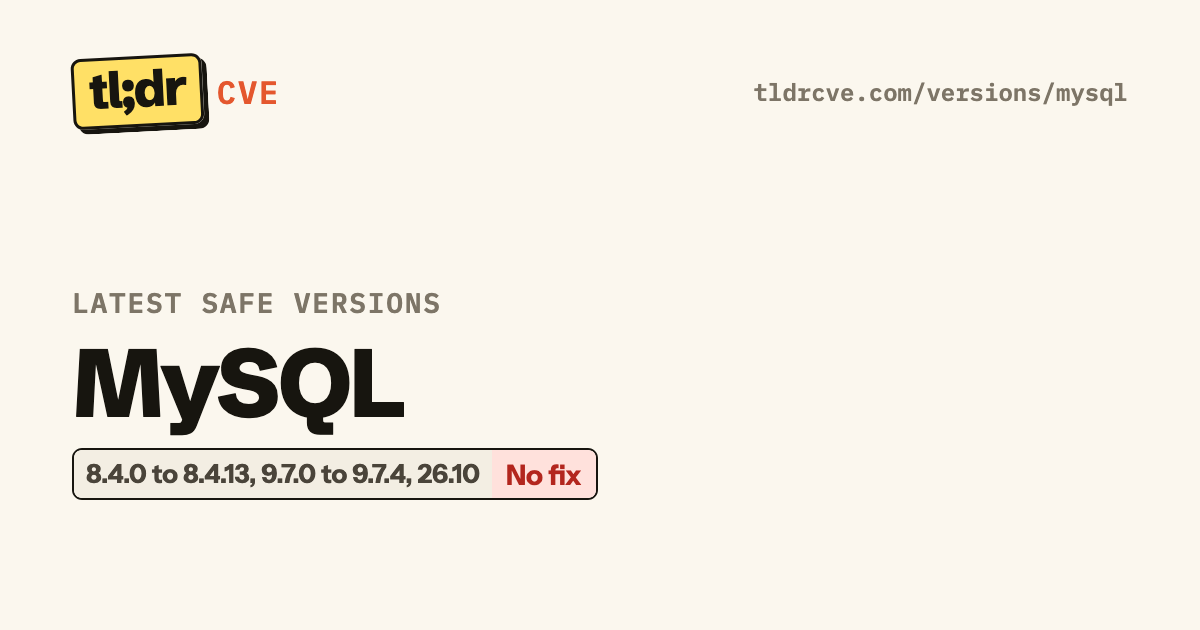 tl;dr CVE
tldrcve.com/versions/mysql
LATEST SAFE VERSIONS
MySQL
8.4.0 to 8.4.13, 9.7.0 to 9.7.4, 26.10 No fix